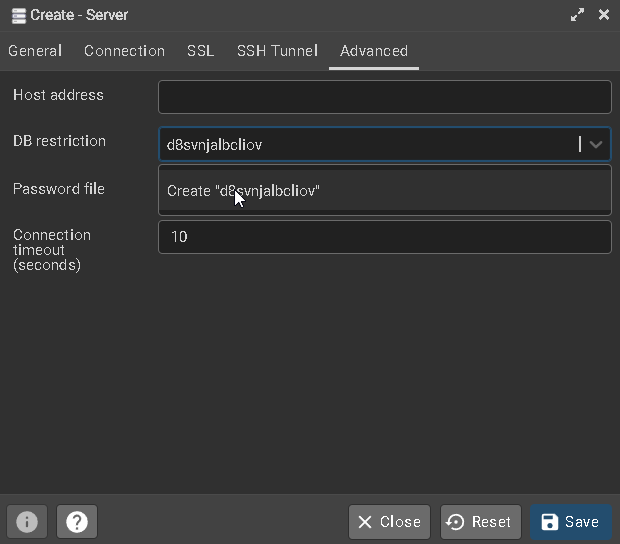 Create - Server
General Connection SSL SSH Tunnel Advanced
Host address
DB restriction d8svnjalbcliov
Password file Create "d8svnjalbcliov"
Connection timeout (seconds) 10
Close Reset Save